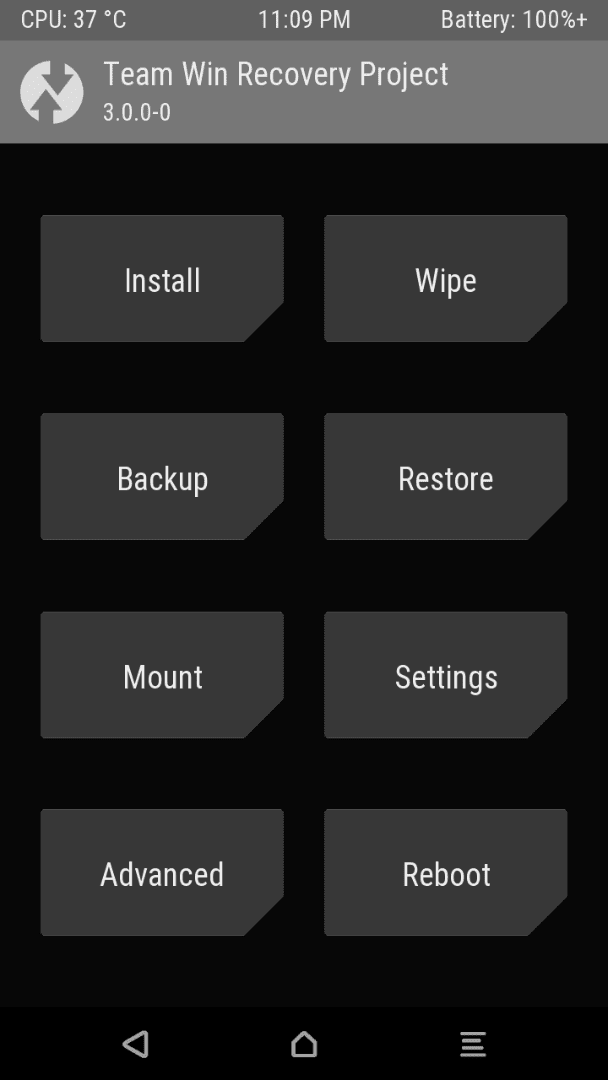 CPU: 37 °C 11:09 PM Battery: 100%+
Team Win Recovery Project
3.0.0-0
Install Wipe
Backup Restore
Mount Settings
Advanced Reboot